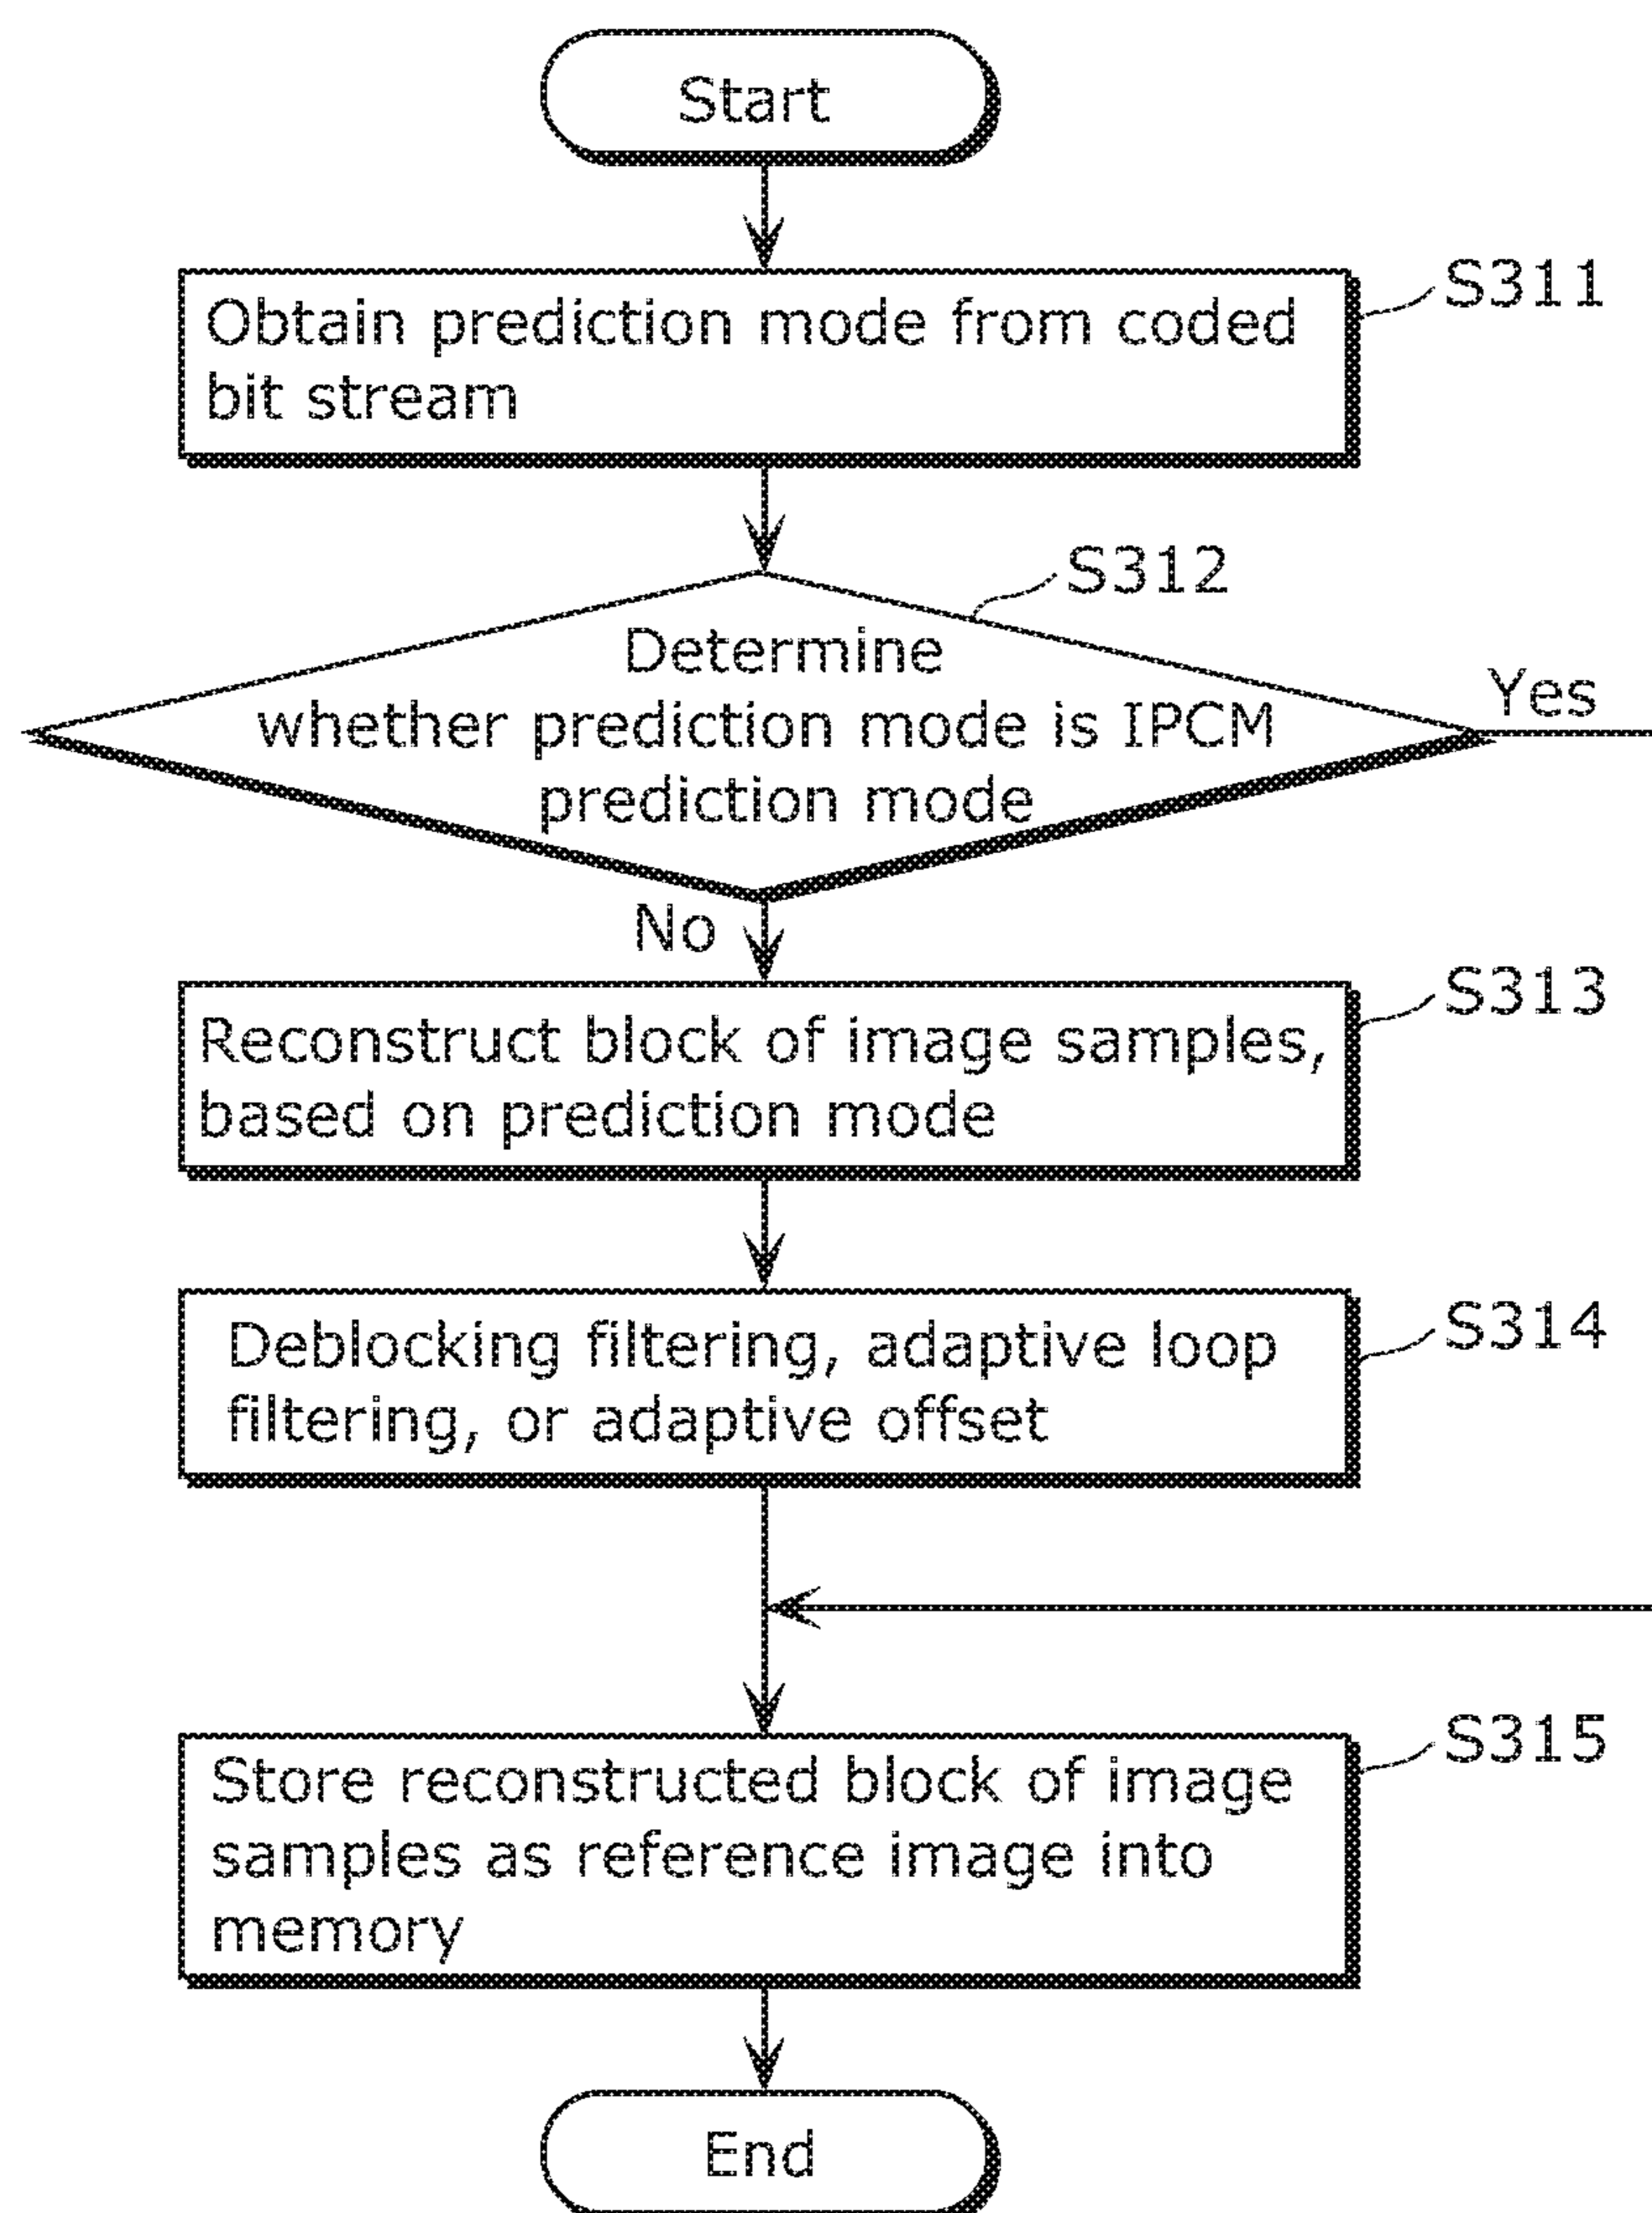 Start
S311
Obtain prediction mode from coded
bit stream
S312
Determine
whether prediction mode is IPCM
prediction mode
Yes
No
S313
Reconstruct block of image samples,
based on prediction mode
S314
Deblocking filtering, adaptive loop
filtering, or adaptive offset
S315
Store reconstructed block of image
samples as reference image into
memory
End